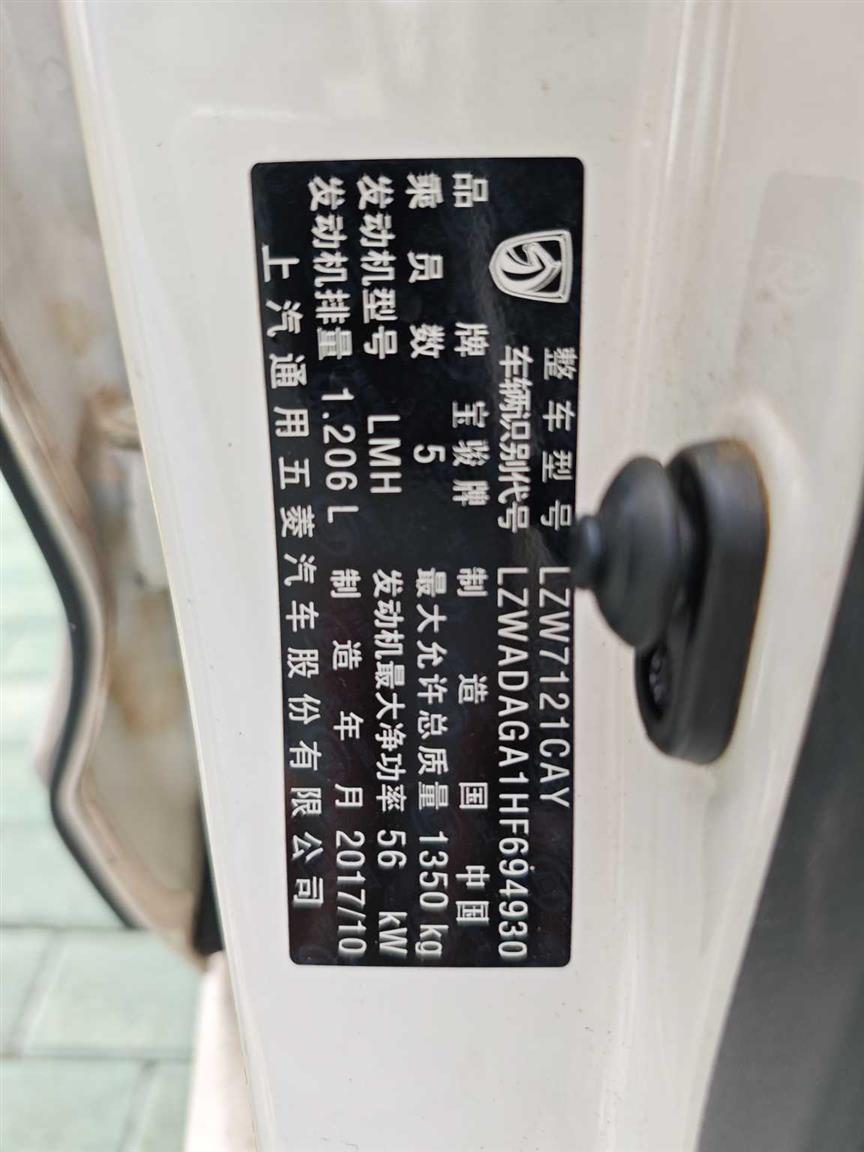 整车型号 LZW7121CAY
车辆识别代号 LZWADAGA1HF694930
品牌 宝骏牌 制造国 中国
乘员数 5 最大允许总质量 1350 kg
发动机型号 LMH 发动机最大净功率 56 kW
发动机排量 1.206 L 制造年月 2017/10
上汽通用五菱汽车股份有限公司